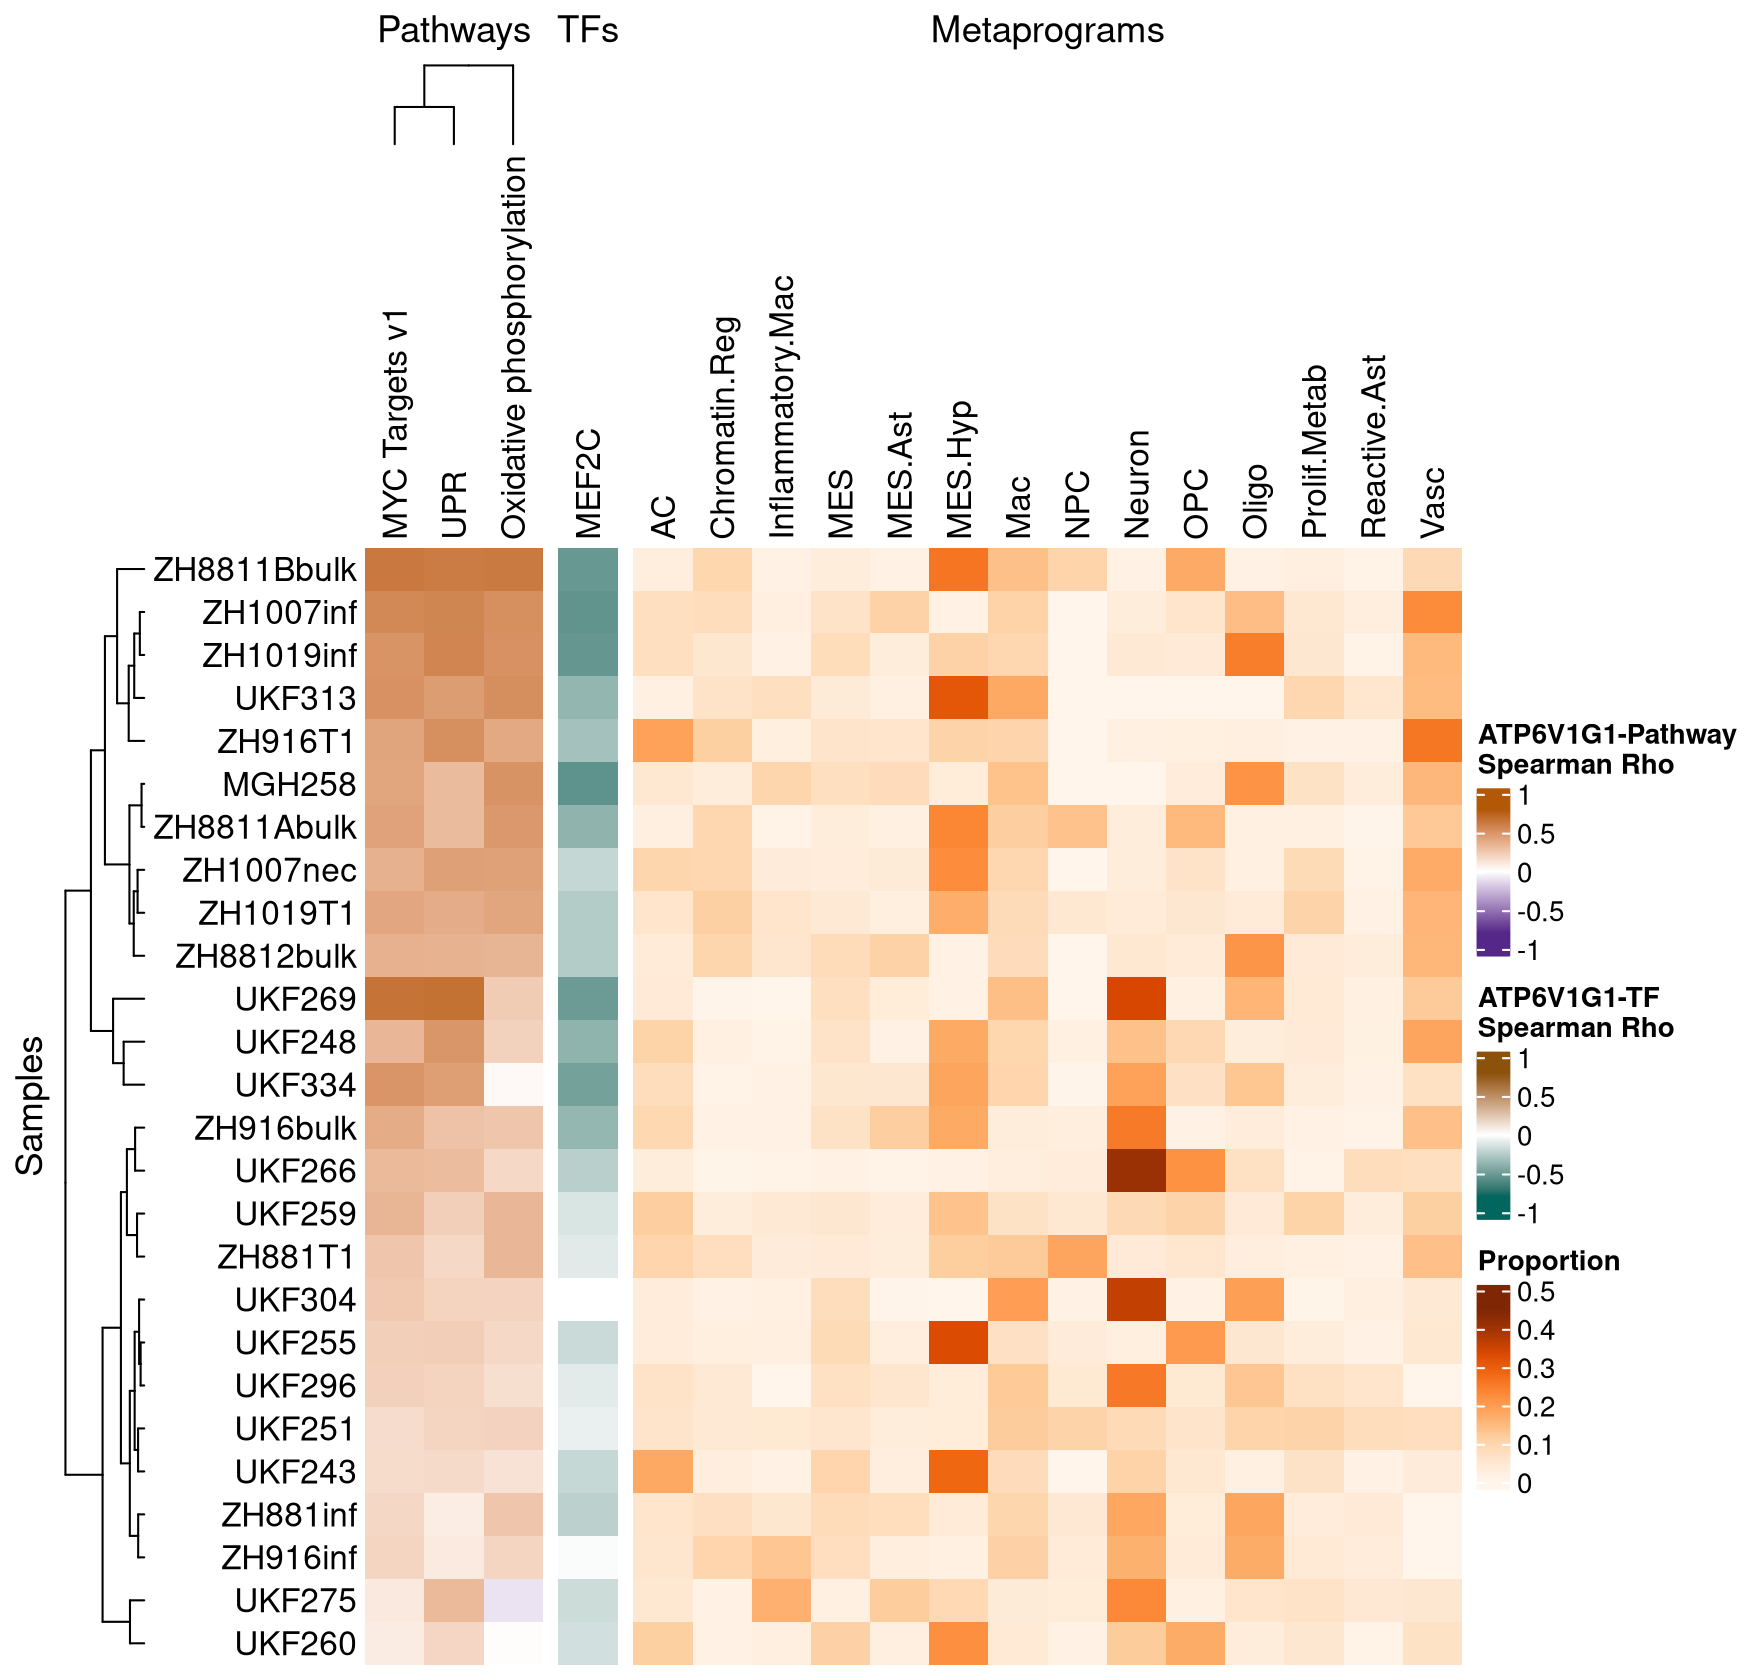 Pathways TFs Metaprograms
MYC Targets v1
UPR
Oxidative phosphorylation
MEF2C
AC
Chromatin.Reg
Inflammatory.Mac
MES
MES.Ast
MES.Hyp
Mac
NPC
Neuron
OPC
Oligo
Prolif.Metab
Reactive.Ast
Vasc
Samples
ZH8811Bbulk
ZH1007inf
ZH1019inf
UKF313
ZH916T1
MGH258
ZH8811Abulk
ZH1007nec
ZH1019T1
ZH8812bulk
UKF269
UKF248
UKF334
ZH916bulk
UKF266
UKF259
ZH881T1
UKF304
UKF255
UKF296
UKF251
UKF243
ZH881inf
ZH916inf
UKF275
UKF260
ATP6V1G1-Pathway
Spearman Rho
1
0.5
0
-0.5
-1
ATP6V1G1-TF
Spearman Rho
1
0.5
0
-0.5
-1
Proportion
0.5
0.4
0.3
0.2
0.1
0